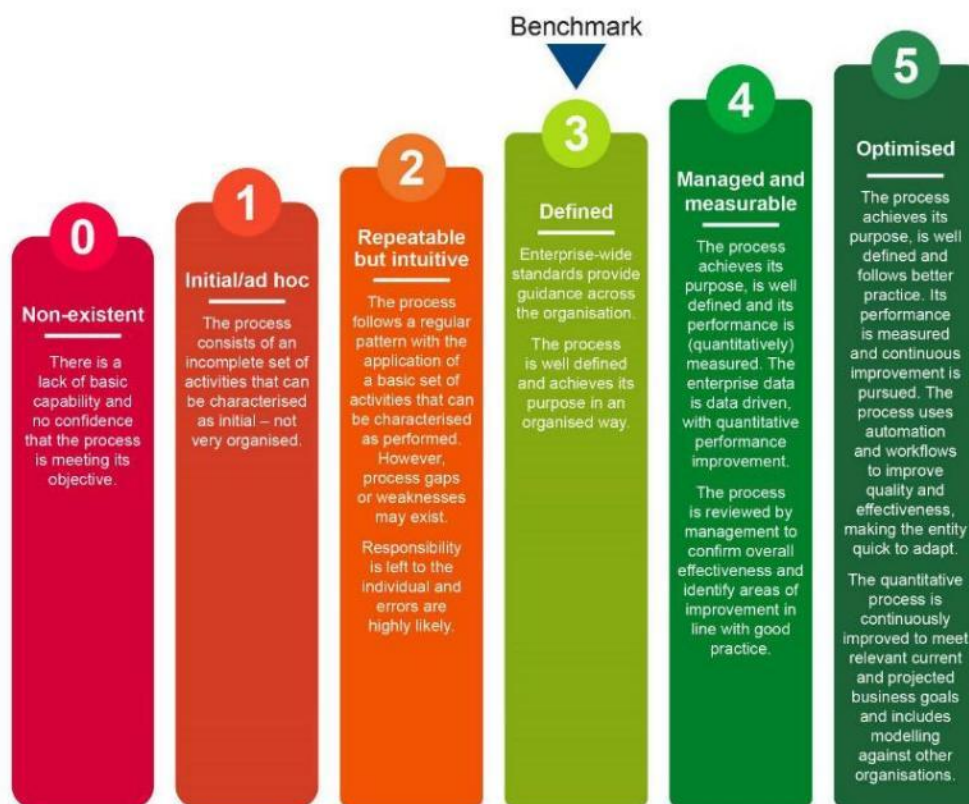 Benchmark
0
Non-existent
There is a
lack of basic
capability and
no confidence
that the process
is meeting its
objective.
1
Initial/ad hoc
The process
consists of an
incomplete set of
activities that can
be characterised
as initial – not
very organised.
2
Repeatable
but intuitive
The process
follows a regular
pattern with the
application of
a basic set of
activities that can
be characterised
as performed.
However,
process gaps
or weaknesses
may exist.
Responsibility
is left to the
individual and
errors are
highly likely.
3
Defined
Enterprise-wide
standards provide
guidance across
the organisation.
The process
is well defined
and achieves its
purpose in an
organised way.
4
Managed and
measurable
The process
achieves its
purpose, is well
defined and its
performance is
(quantitatively)
measured. The
enterprise data
is data driven,
with quantitative
performance
improvement.
The process
is reviewed by
management to
confirm overall
effectiveness and
identify areas of
improvement in
line with good
practice.
5
Optimised
The process
achieves its
purpose, is well
defined and
follows better
practice. Its
performance
is measured
and continuous
improvement is
pursued. The
process uses
automation
and workflows
to improve
quality and
effectiveness,
making the entity
quick to adapt.
The quantitative
process is
continuously
improved to meet
relevant current
and projected
business goals
and includes
modelling
against other
organisations.